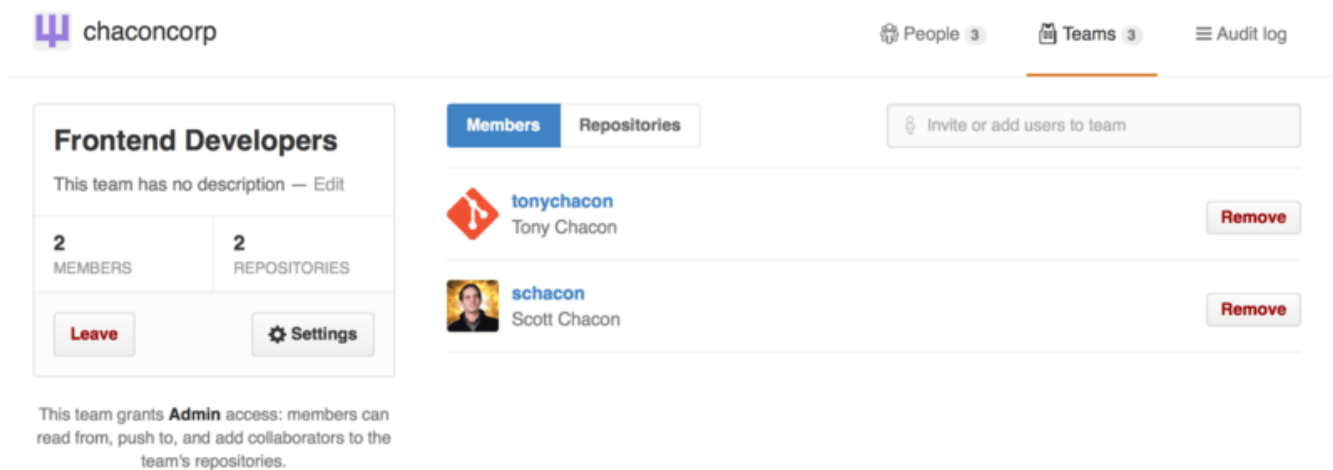 chaconcorp
People 3
Teams 3
Audit log
Frontend Developers
This team has no description — Edit
2
MEMBERS
2
REPOSITORIES
Leave
Settings
This team grants Admin access: members can
read from, push to, and add collaborators to the
team's repositories.
Members
Repositories
Invite or add users to team
tonychacon
Tony Chacon
Remove
schacon
Scott Chacon
Remove